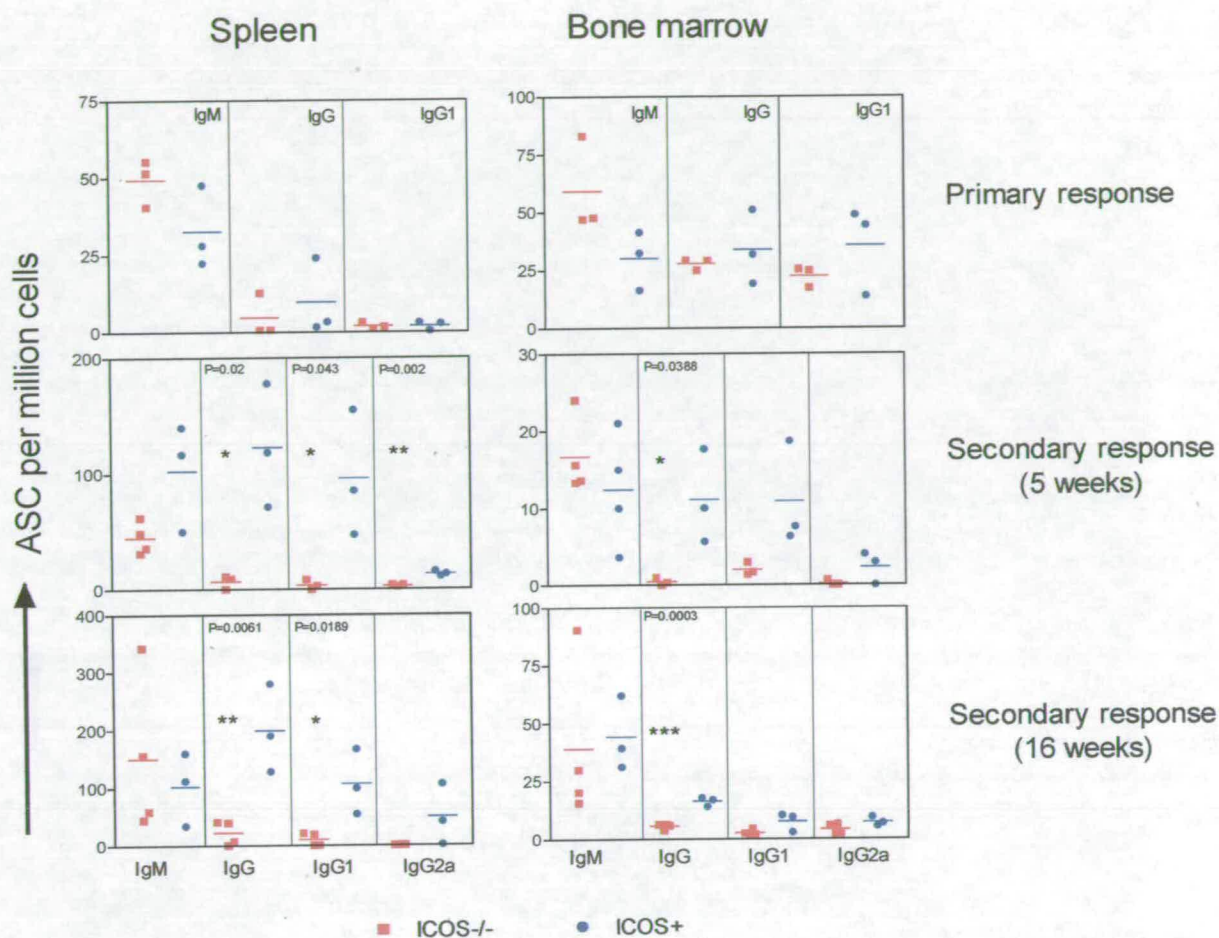 Spleen Bone marrow
75 IgM IgG IgG1 100 IgM IgG IgG1
75
50
50
25
25
0 0
Primary response
200 P=0.02 P=0.043 P=0.002 30 P=0.0388
* * ** *
20
100
10
0 0
Secondary response
(5 weeks)
400 P=0.0061 P=0.0189 100 P=0.0003
300 75
** * ***
200 50
100 25
0 0
Secondary response
(16 weeks)
IgM IgG IgG1 IgG2a IgM IgG IgG1 IgG2a
ASC per million cells
ICOS-/- ICOS+